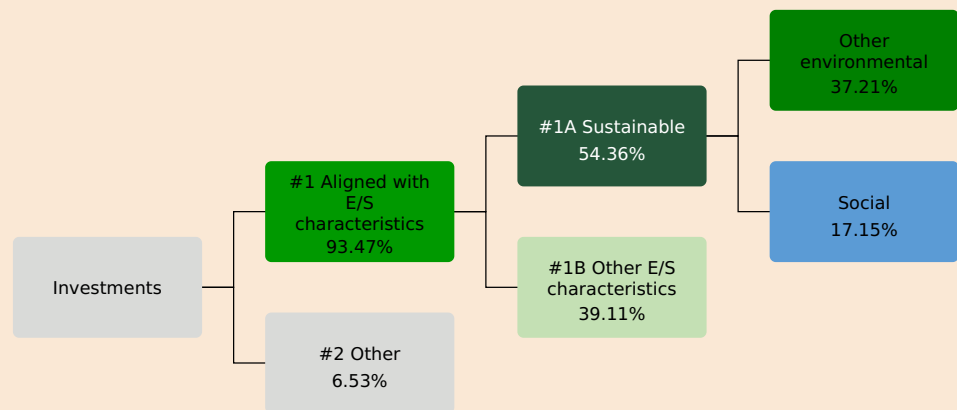 Investments
#1 Aligned with
E/S
characteristics
93.47%
#2 Other
6.53%
#1A Sustainable
54.36%
#1B Other E/S
characteristics
39.11%
Other
environmental
37.21%
Social
17.15%